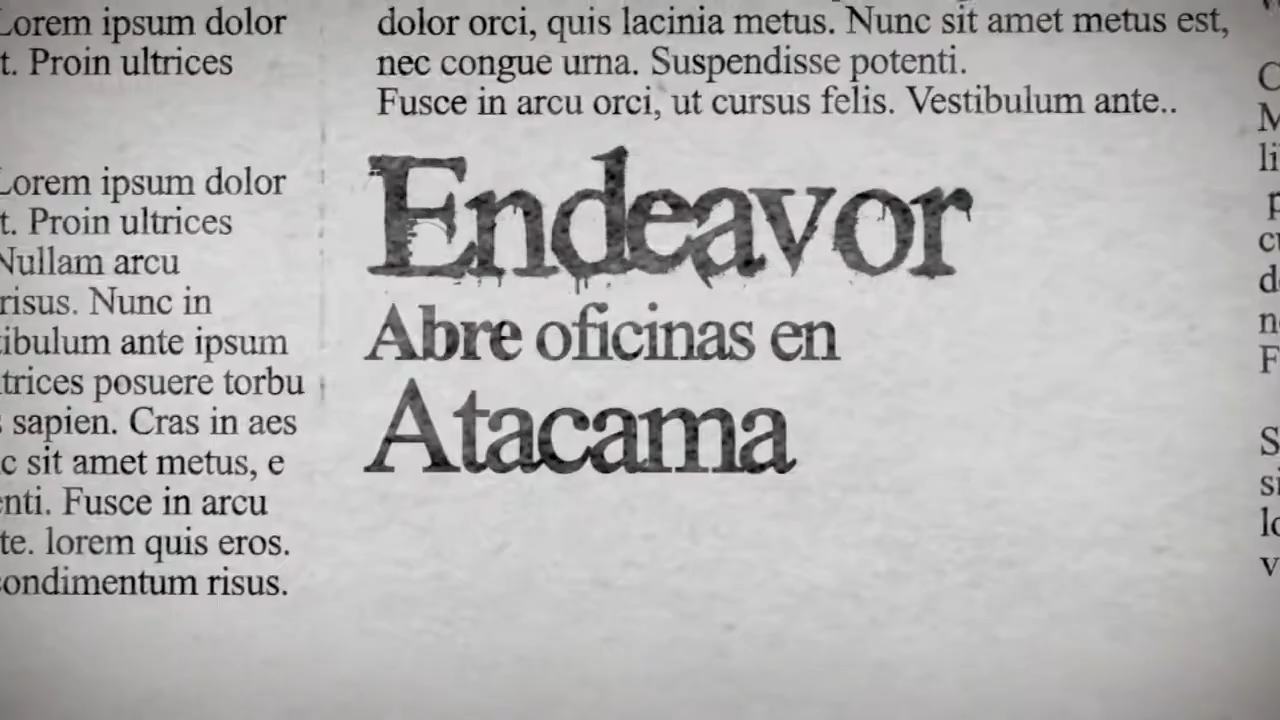 Lorem ipsum dolor
t. Proin ultrices
Lorem ipsum dolor
t. Proin ultrices
Nullam arcu
risus. Nunc in
ibulum ante ipsum
trices posuere torbu
sapien. Cras in aes
c sit amet metus, e
enti. Fusce in arcu
te. lorem quis eros.
condimentum risus.
dolor orci, quis lacinia metus. Nunc sit amet metus est,
nec congue urna. Suspendisse potenti.
Fusce in arcu orci, ut cursus felis. Vestibulum ante..
Endeavor
Abre oficinas en
Atacama